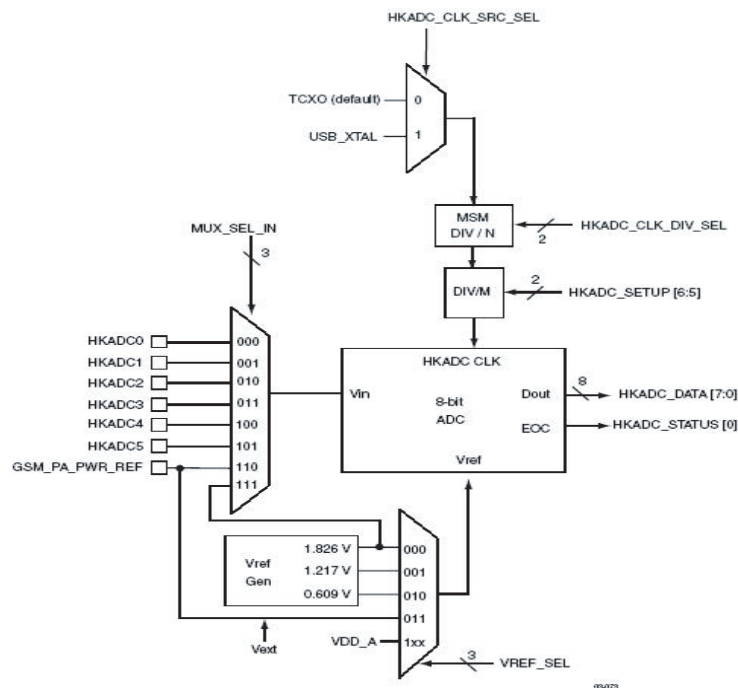 HKADC_CLK_SRC_SEL
TCXO (default)
0
USB_XTAL
1
MSM
DIV / N
2
HKADC_CLK_DIV_SEL
MUX_SEL_IN
3
DIV/M
2
HKADC_SETUP [6:5]
HKADC0
000
HKADC1
001
HKADC2
010
HKADC3
011
HKADC4
100
HKADC5
101
GSM_PA_PWR_REF
110
111
HKADC CLK
Vin
8-bit
ADC
Dout
8
HKADC_DATA [7:0]
EOC
HKADC_STATUS [0]
Vref
Vref
Gen
1.826 V
000
1.217 V
001
0.609 V
010
011
Vext
VDD_A
1xx
3
VREF_SEL